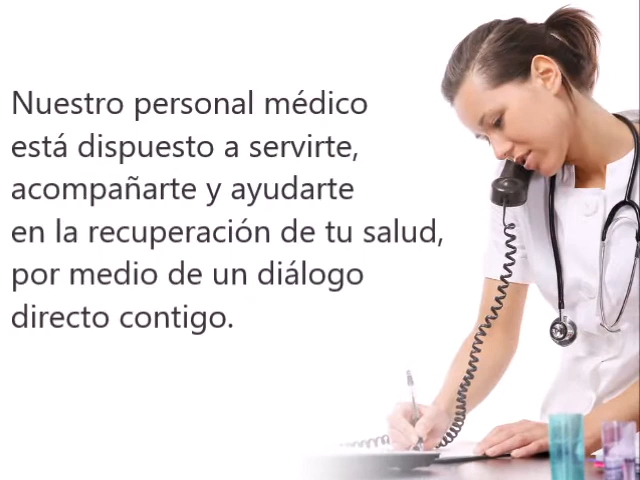 Nuestro personal médico
está dispuesto a servirte,
acompañarte y ayudarte
en la recuperación de tu salud,
por medio de un diálogo
directo contigo.